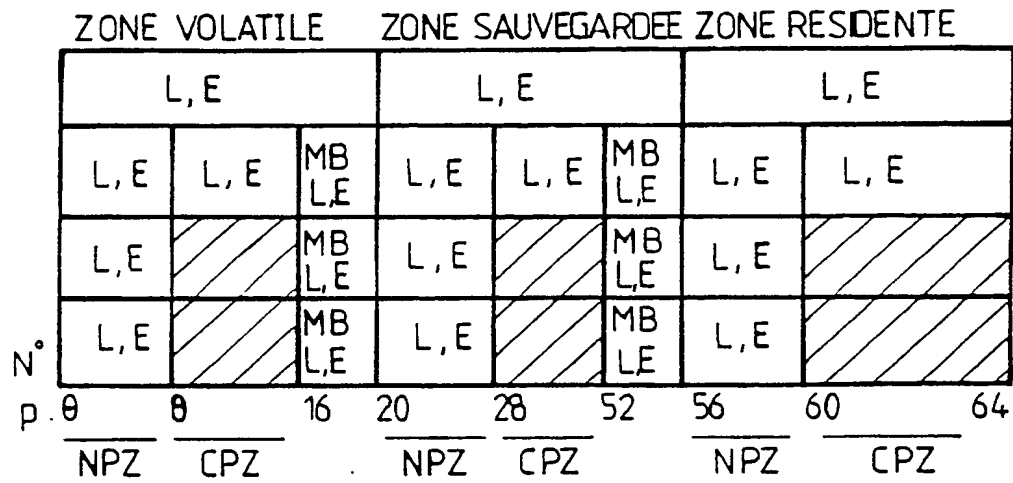 ZONE VOLATILE ZONE SAUVEGARDEE ZONE RESIDENTE
L, E L, E L, E
L, E L, E MB L, E L, E MB L, E L, E
L,E L,E
L, E MB L, E MB L, E
L,E L,E
L, E MB L, E MB L, E
L,E L,E
N°
p. 0 8 16 20 28 52 56 60 64
NPZ CPZ NPZ CPZ NPZ CPZ